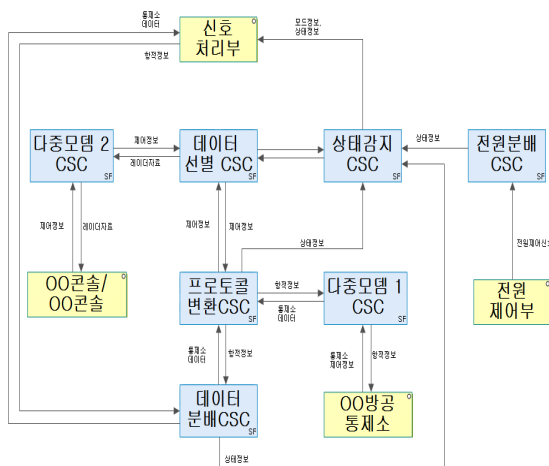 통제소
데이터
항적정보
신호
처리부
모드정보,
상태정보
다중모뎀 2
CSC
SF
제어정보
레이더자료
데이터
선별 CSC
SF
상태감지
CSC
SF
상태정보
전원분배
CSC
SF
제어정보
레이더자료
제어정보
제어정보
상태정보
전원제어신호
OO콘솔/
OO콘솔
프로토콜
변환CSC
SF
항적정보
통제소
데이터
다중모뎀 1
CSC
SF
전원
제어부
통제소
데이터
항적정보
통제소
제어정보
항적정보
데이터
분배CSC
SF
OO방공
통제소
상태정보